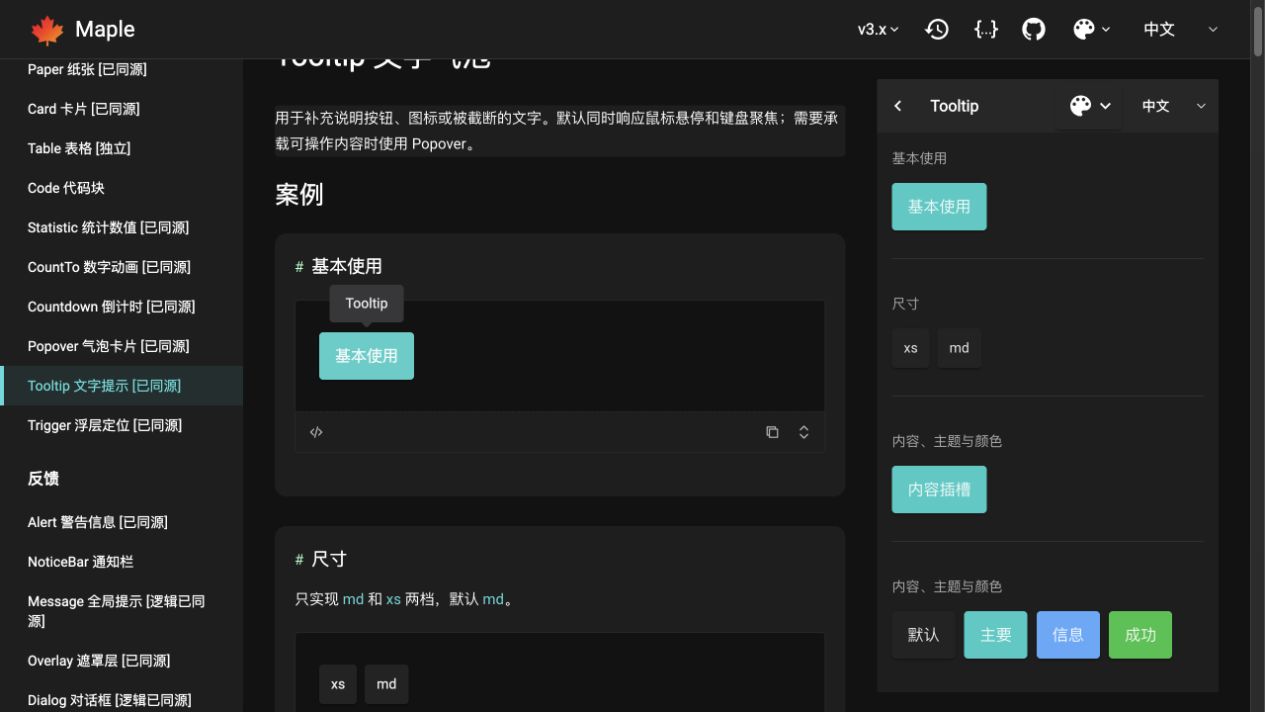 Maple
v3.x
{...}
中文
Paper 纸张 [已同源]
Card 卡片 [已同源]
Table 表格 [独立]
Code 代码块
Statistic 统计数值 [已同源]
CountTo 数字动画 [已同源]
Countdown 倒计时 [已同源]
Popover 气泡卡片 [已同源]
Tooltip 文字提示 [已同源]
Trigger 浮层定位 [已同源]
反馈
Alert 警告信息 [已同源]
NoticeBar 通知栏
Message 全局提示 [逻辑已同
源]
Overlay 遮罩层 [已同源]
Dialog 对话框 [逻辑已同源]
Tooltip 文字气泡
用于补充说明按钮、图标或被截断的文字。默认同时响应鼠标悬停和键盘聚焦；需要承
载可操作内容时使用 Popover。
案例
# 基本使用
Tooltip
基本使用
</>
# 尺寸
只实现 md 和 xs 两档，默认 md。
xs
md
Tooltip
中文
基本使用
基本使用
尺寸
xs
md
内容、主题与颜色
内容插槽
内容、主题与颜色
默认
主要
信息
成功